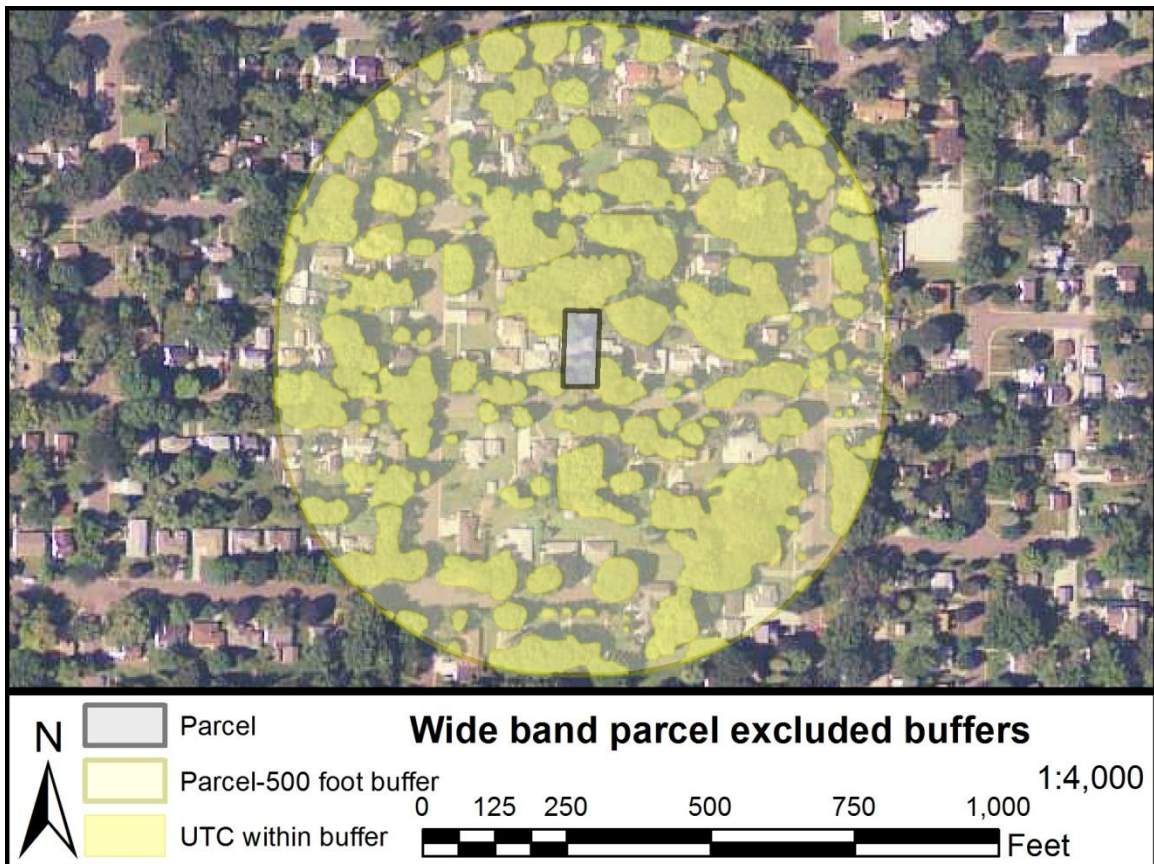 N
Parcel
Parcel-500 foot buffer
UTC within buffer
Wide band parcel excluded buffers
1:4,000
0 125 250 500 750 1,000
Feet